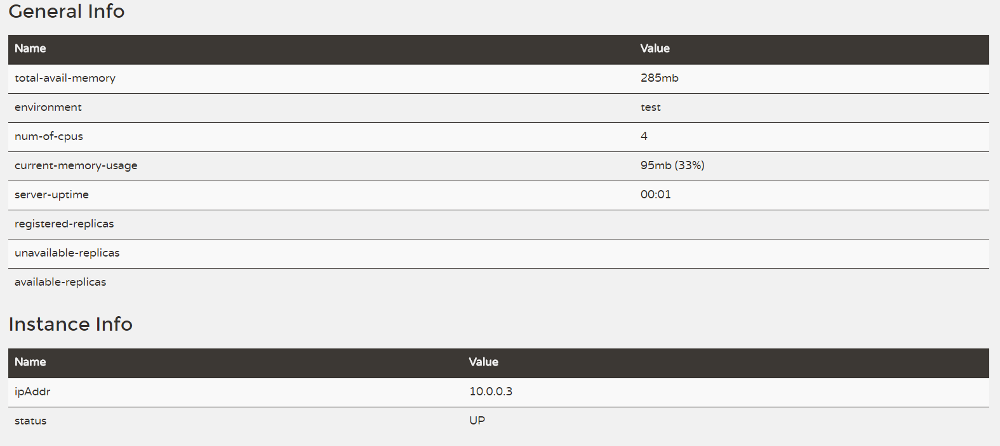 General Info
Name Value
total-avail-memory 285mb
environment test
num-of-cpus 4
current-memory-usage 95mb (33%)
server-uptime 00:01
registered-replicas
unavailable-replicas
available-replicas
Instance Info
Name Value
ipAddr 10.0.0.3
status UP